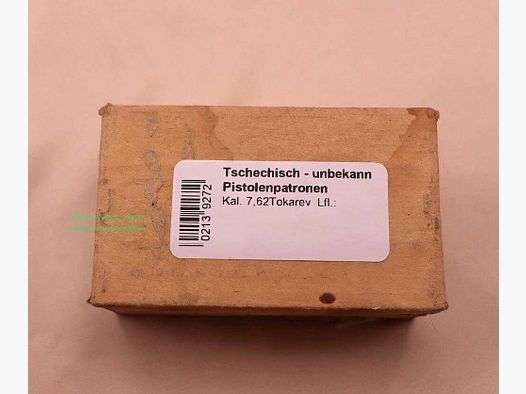 Tschechisch - unbekann
Pistolenpatronen
Kal. 7,62Tokarev Lfl.:
0213 9272